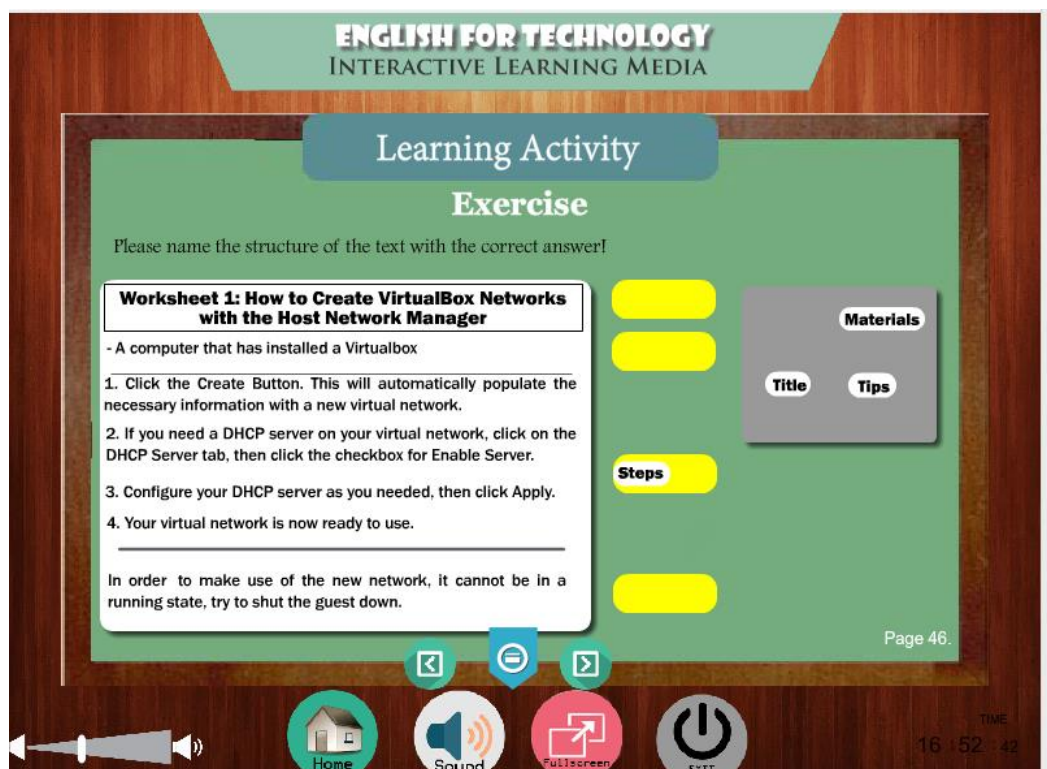 ENGLISH FOR TECHNOLOGY
INTERACTIVE LEARNING MEDIA
Learning Activity
Exercise
Please name the structure of the text with the correct answer!
Worksheet 1: How to Create VirtualBox Networks
with the Host Network Manager
- A computer that has installed a Virtualbox
1. Click the Create Button. This will automatically populate the
necessary information with a new virtual network.
2. If you need a DHCP server on your virtual network, click on the
DHCP Server tab, then click the checkbox for Enable Server.
3. Configure your DHCP server as you needed, then click Apply.
4. Your virtual network is now ready to use.
In order to make use of the new network, it cannot be in a
running state, try to shut the guest down.
Steps
Materials
Title
Tips
Page 46.
Home
Sound
Fullscreen
EXIT
TIME
16 :52 :42